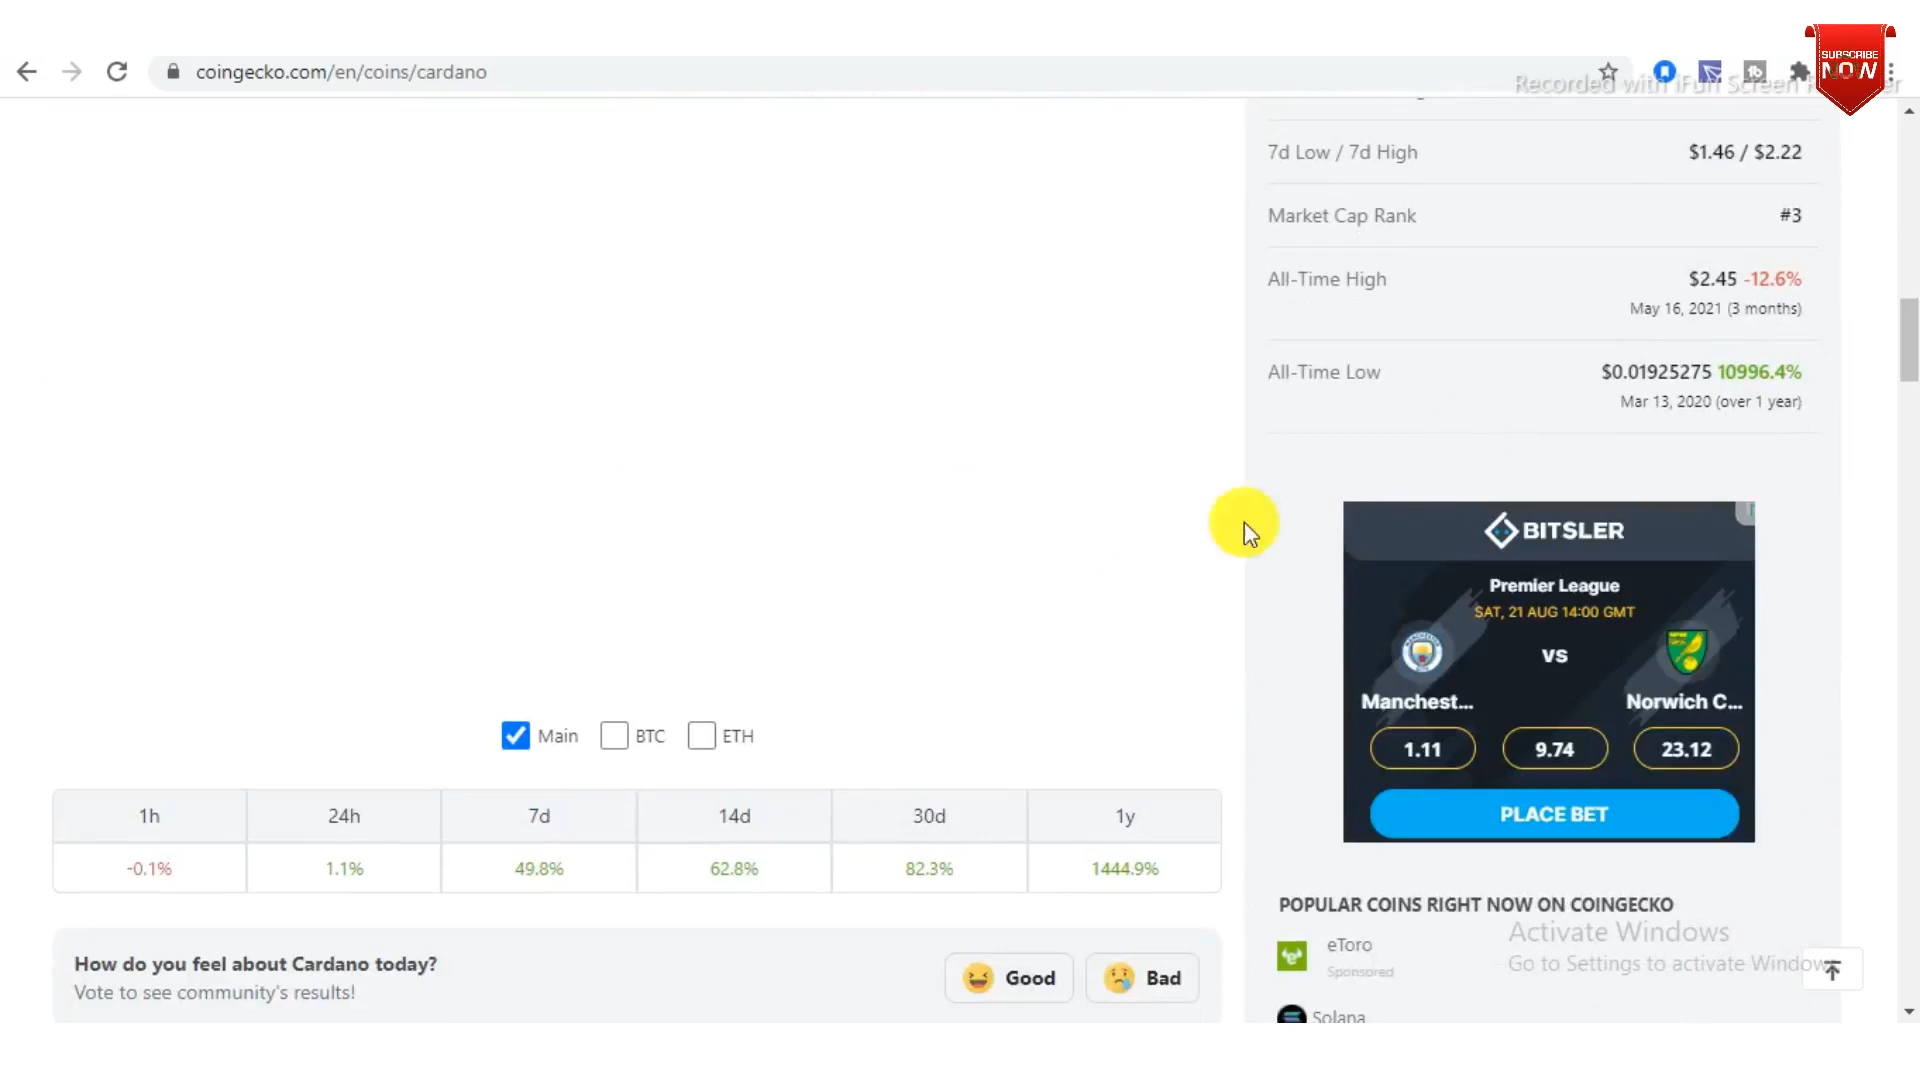 SUBSCRIBE
NOW
coingecko.com/en/coins/cardano
Recorded with iFun Screen
7d Low / 7d High $1.46 / $2.22
Market Cap Rank #3
All-Time High $2.45 -12.6%
May 16, 2021 (3 months)
All-Time Low $0.01925275 10996.4%
Mar 13, 2020 (over 1 year)
BITSLER
Premier League
SAT, 21 AUG 14:00 GMT
VS
Manchest... Norwich C...
1.11 9.74 23.12
PLACE BET
Main BTC ETH
1h 24h 7d 14d 30d 1y
-0.1% 1.1% 49.8% 62.8% 82.3% 1444.9%
How do you feel about Cardano today?
Vote to see community's results!
Good Bad
POPULAR COINS RIGHT NOW ON COINGECKO
eToro
Sponsored
Solana
Activate Windows
Go to Settings to activate Window